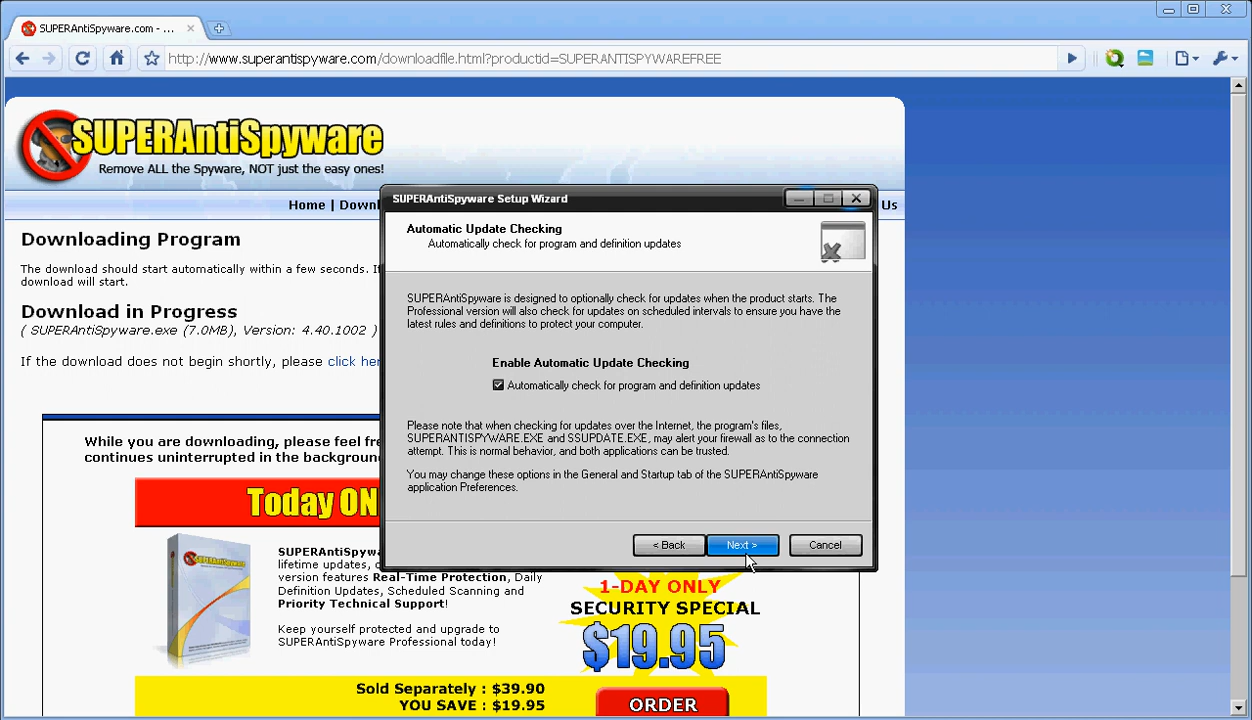 SUPERAntiSpyware.com - ...
http://www.superantispyware.com/downloadfile.html?productid=SUPERANTISPYWAREFREE
SUPERAntiSpyware
Remove ALL the Spyware, NOT just the easy ones!
Home | Downl
Us
Downloading Program
The download should start automatically within a few seconds. If
download will start.
Download in Progress
( SUPERAntiSpyware.exe (7.0MB), Version: 4.40.1002 )
If the download does not begin shortly, please click her
While you are downloading, please feel fre
continues uninterrupted in the backgroun
Today ON
SUPERAntiSpywa
lifetime updates,
version features Real-Time Protection, Daily
Definition Updates, Scheduled Scanning and
Priority Technical Support!
Keep yourself protected and upgrade to
SUPERAntiSpyware Professional today!
1-DAY ONLY
SECURITY SPECIAL
$19.95
Sold Separately : $39.90
YOU SAVE : $19.95
ORDER
SUPERAntiSpyware Setup Wizard
Automatic Update Checking
Automatically check for program and definition updates
SUPERAntiSpyware is designed to optionally check for updates when the product starts. The
Professional version will also check for updates on scheduled intervals to ensure you have the
latest rules and definitions to protect your computer.
Enable Automatic Update Checking
Automatically check for program and definition updates
Please note that when checking for updates over the Internet, the program's files,
SUPERANTISPYWARE.EXE and SSUPDATE.EXE, may alert your firewall as to the connection
attempt. This is normal behavior, and both applications can be trusted.
You may change these options in the General and Startup tab of the SUPERAntiSpyware
application Preferences.
< Back
Next >
Cancel